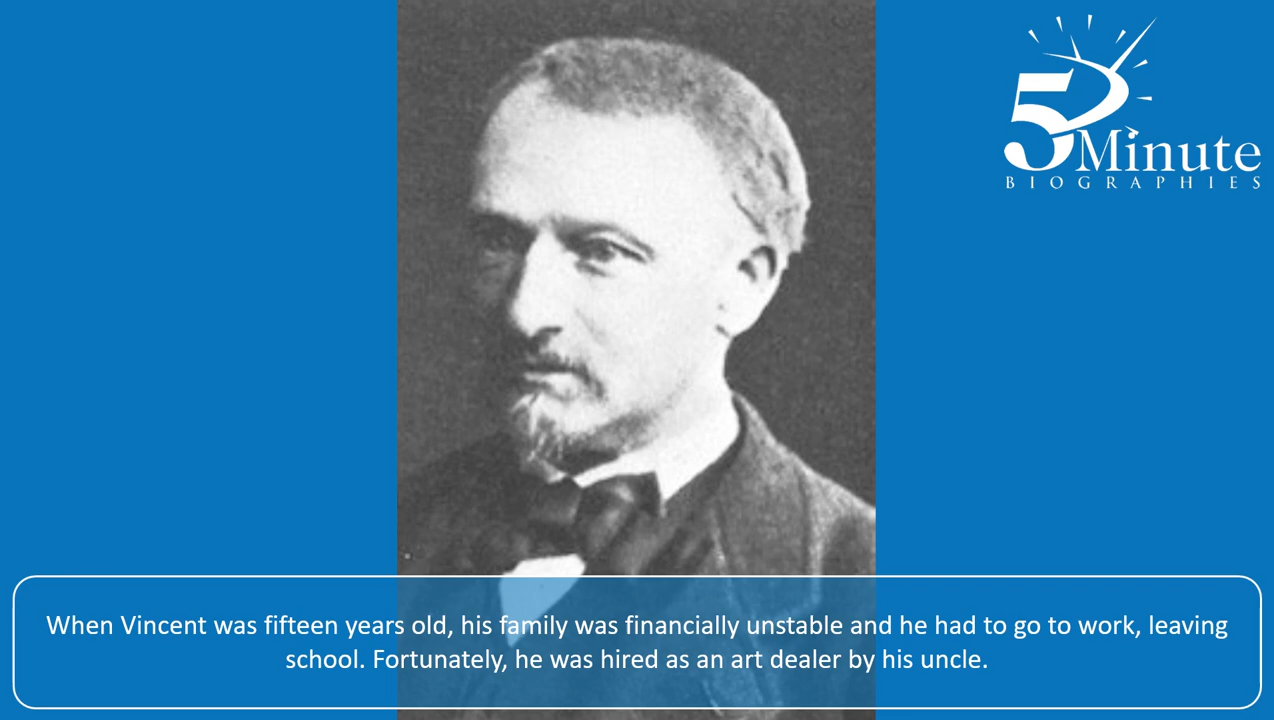 5 Minute
BIOGRAPHIES
When Vincent was fifteen years old, his family was financially unstable and he had to go to work, leaving
school. Fortunately, he was hired as an art dealer by his uncle.